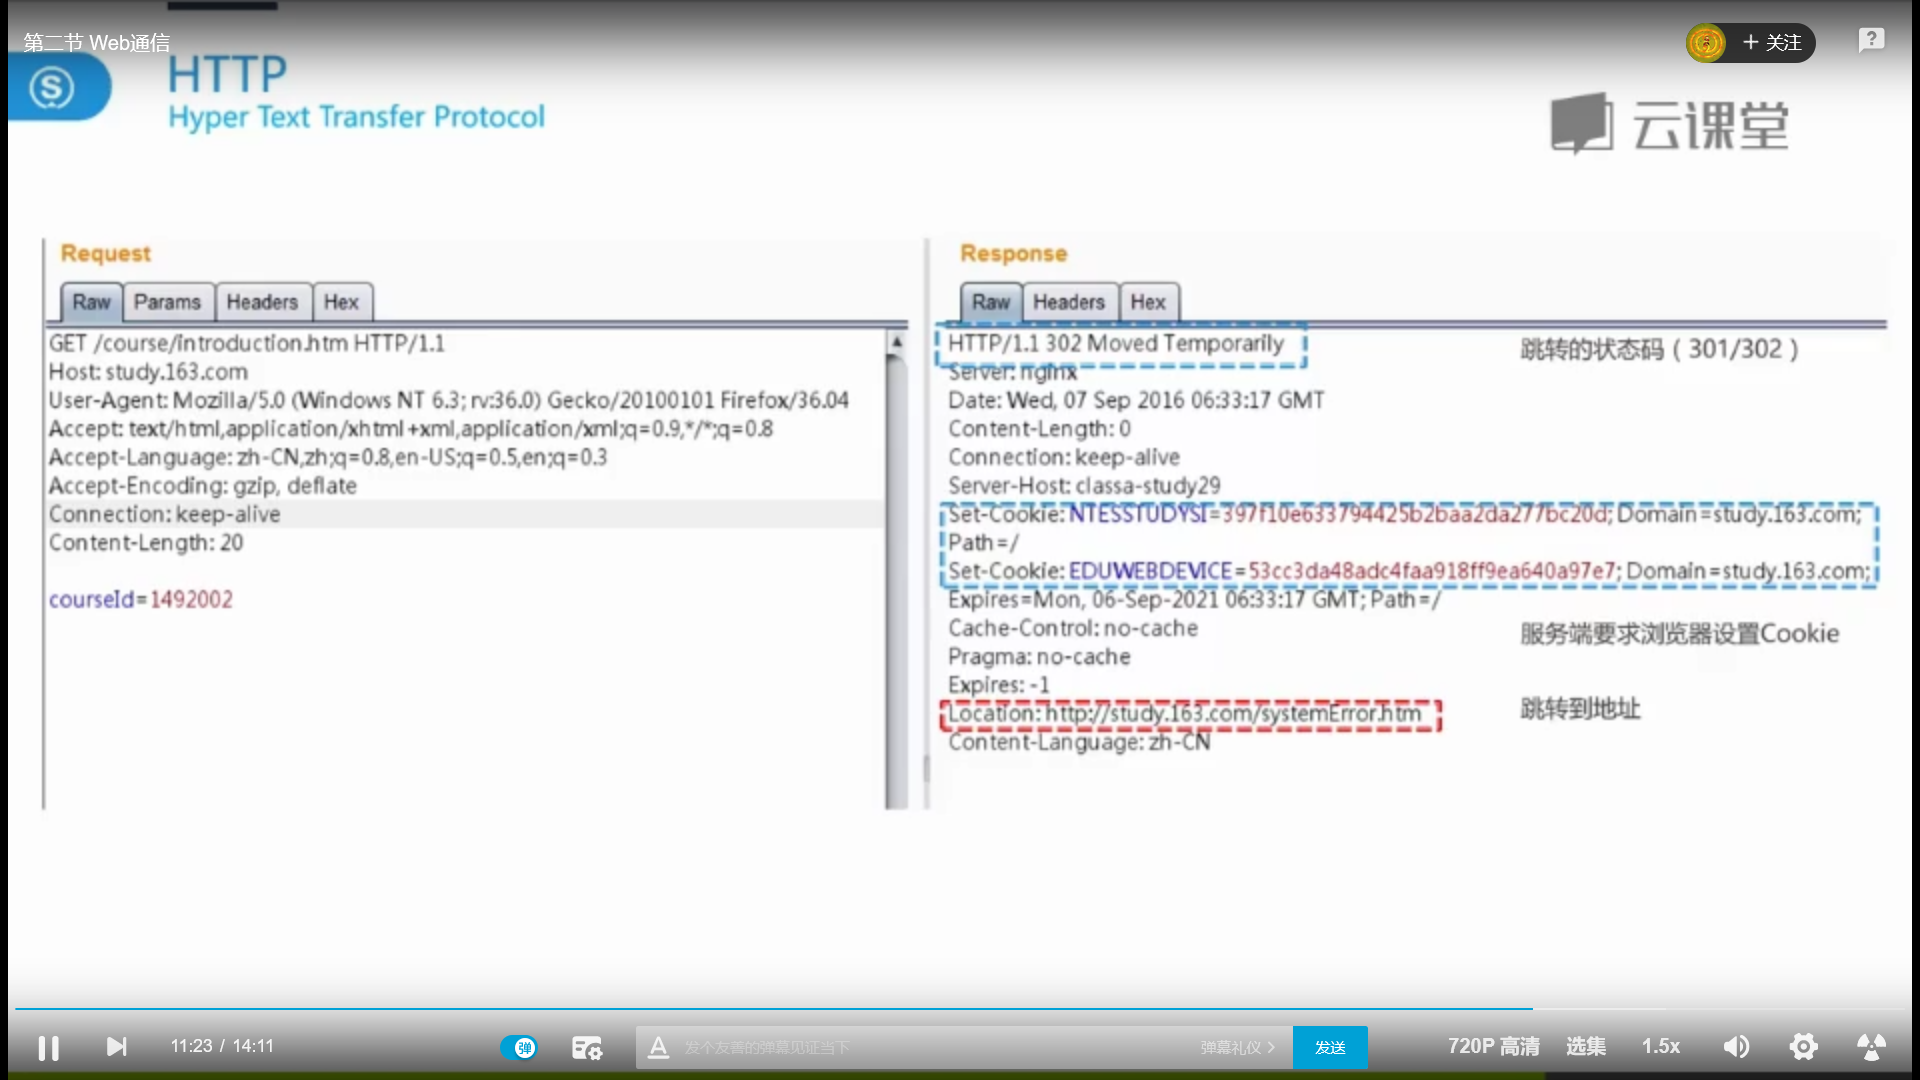 第二节 Web通信
+ 关注
?
HTTP
Hyper Text Transfer Protocol
云课堂
Request
Raw
Params
Headers
Hex
GET /course/introduction.htm HTTP/1.1
Host: study.163.com
User-Agent: Mozilla/5.0 (Windows NT 6.3; rv:36.0) Gecko/20100101 Firefox/36.04
Accept: text/html,application/xhtml+xml,application/xml;q=0.9,*/*;q=0.8
Accept-Language: zh-CN,zh;q=0.8,en-US;q=0.5,en;q=0.3
Accept-Encoding: gzip, deflate
Connection: keep-alive
Content-Length: 20
courseId=1492002
Response
Raw
Headers
Hex
HTTP/1.1 302 Moved Temporarily
跳转的状态码（301/302）
Server: nginx
Date: Wed, 07 Sep 2016 06:33:17 GMT
Content-Length: 0
Connection: keep-alive
Server-Host: classa-study29
Set-Cookie: NTESSTUDYSI=397f10e633794425b2baa2da277bc20d; Domain=study.163.com;
Path=/
Set-Cookie: EDUWEBDEVICE=53cc3da48adc4faa918ff9ea640a97e7; Domain=study.163.com;
Expires=Mon, 06-Sep-2021 06:33:17 GMT; Path=/
Cache-Control: no-cache
服务端要求浏览器设置Cookie
Pragma: no-cache
Expires: -1
Location: http://study.163.com/systemError.htm
跳转到地址
Content-Language: zh-CN
11:23 / 14:11
弹
A
发个友善的弹幕见证当下
弹幕礼仪 >
发送
720P 高清
选集
1.5x